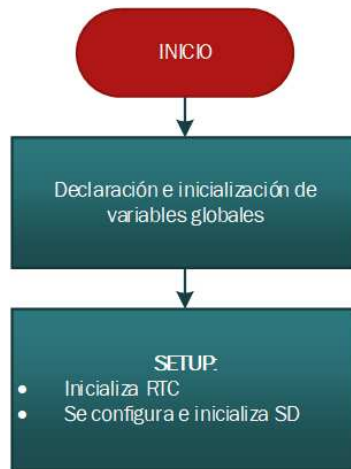 INICIO
Declaración e inicialización de
variables globales
SETUP:
• Inicializa RTC
• Se configura e inicializa SD